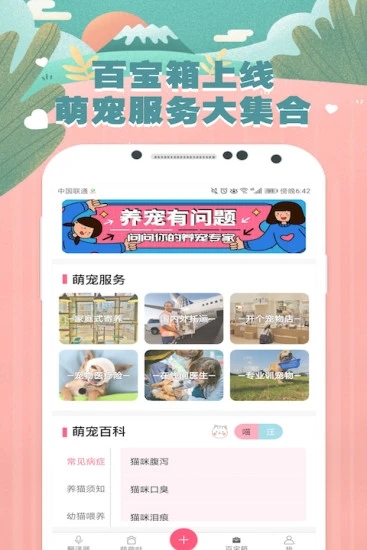 百宝箱上线
萌宠服务大集合
中国联通
傍晚6:42
养宠有问题
问问你的养宠专家
萌宠服务
家庭式寄养
国内外托运
开个宠物店
宠物医疗险
在线问医生
专业训宠物
萌宠百科
喵
汪
常见病症
猫咪腹泻
养猫须知
猫咪口臭
幼猫喂养
猫咪泪痕
百宝箱